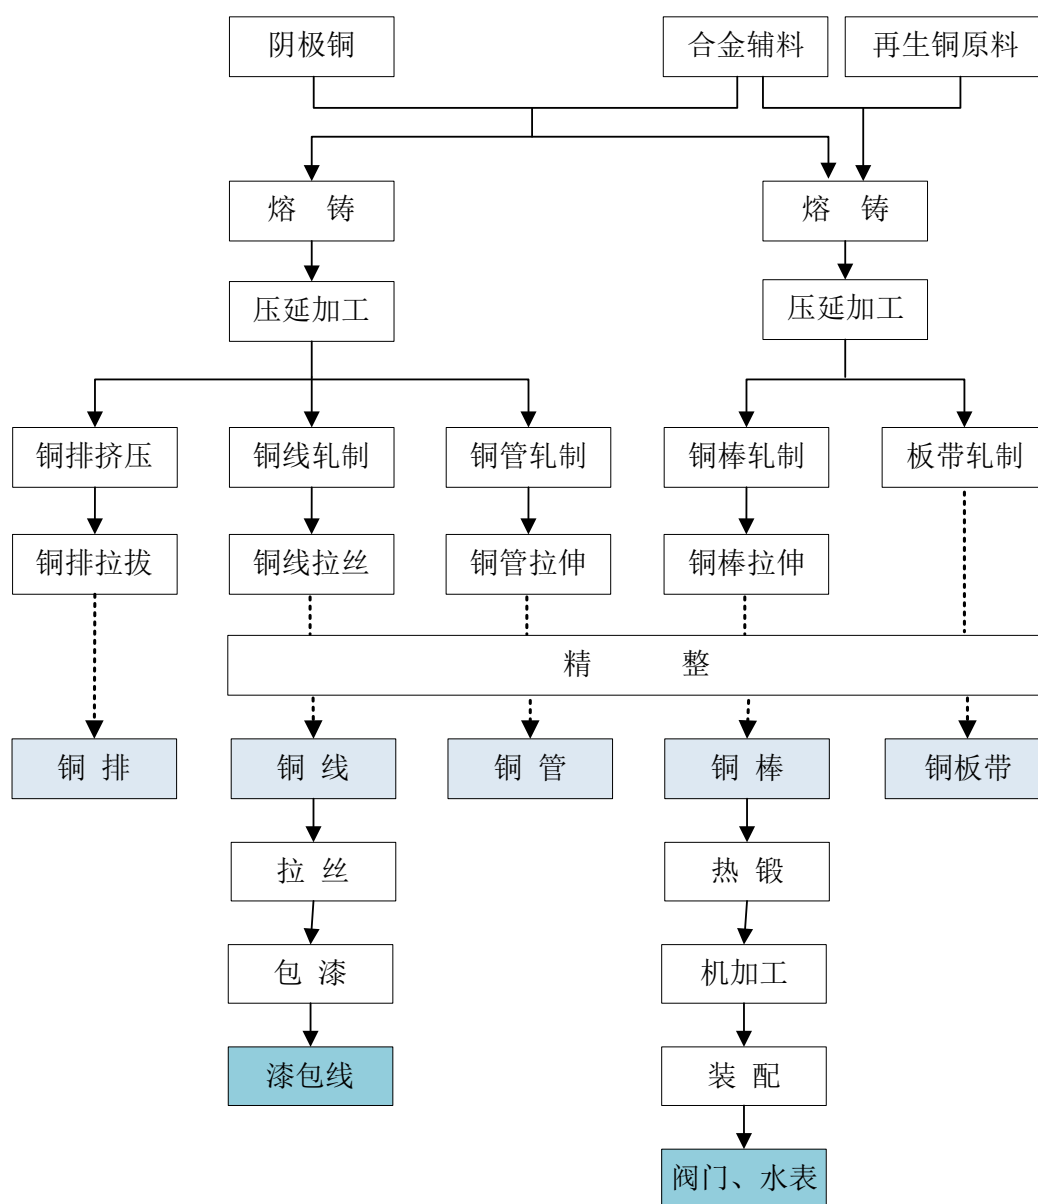 阴极铜
合金辅料
再生铜原料
熔 铸
熔 铸
压延加工
压延加工
铜排挤压
铜线轧制
铜管轧制
铜棒轧制
板带轧制
铜排拉拔
铜线拉丝
铜管拉伸
铜棒拉伸
精 整
铜 排
铜 线
铜 管
铜 棒
铜板带
拉 丝
热 锻
包 漆
机加工
漆包线
装 配
阀门、水表